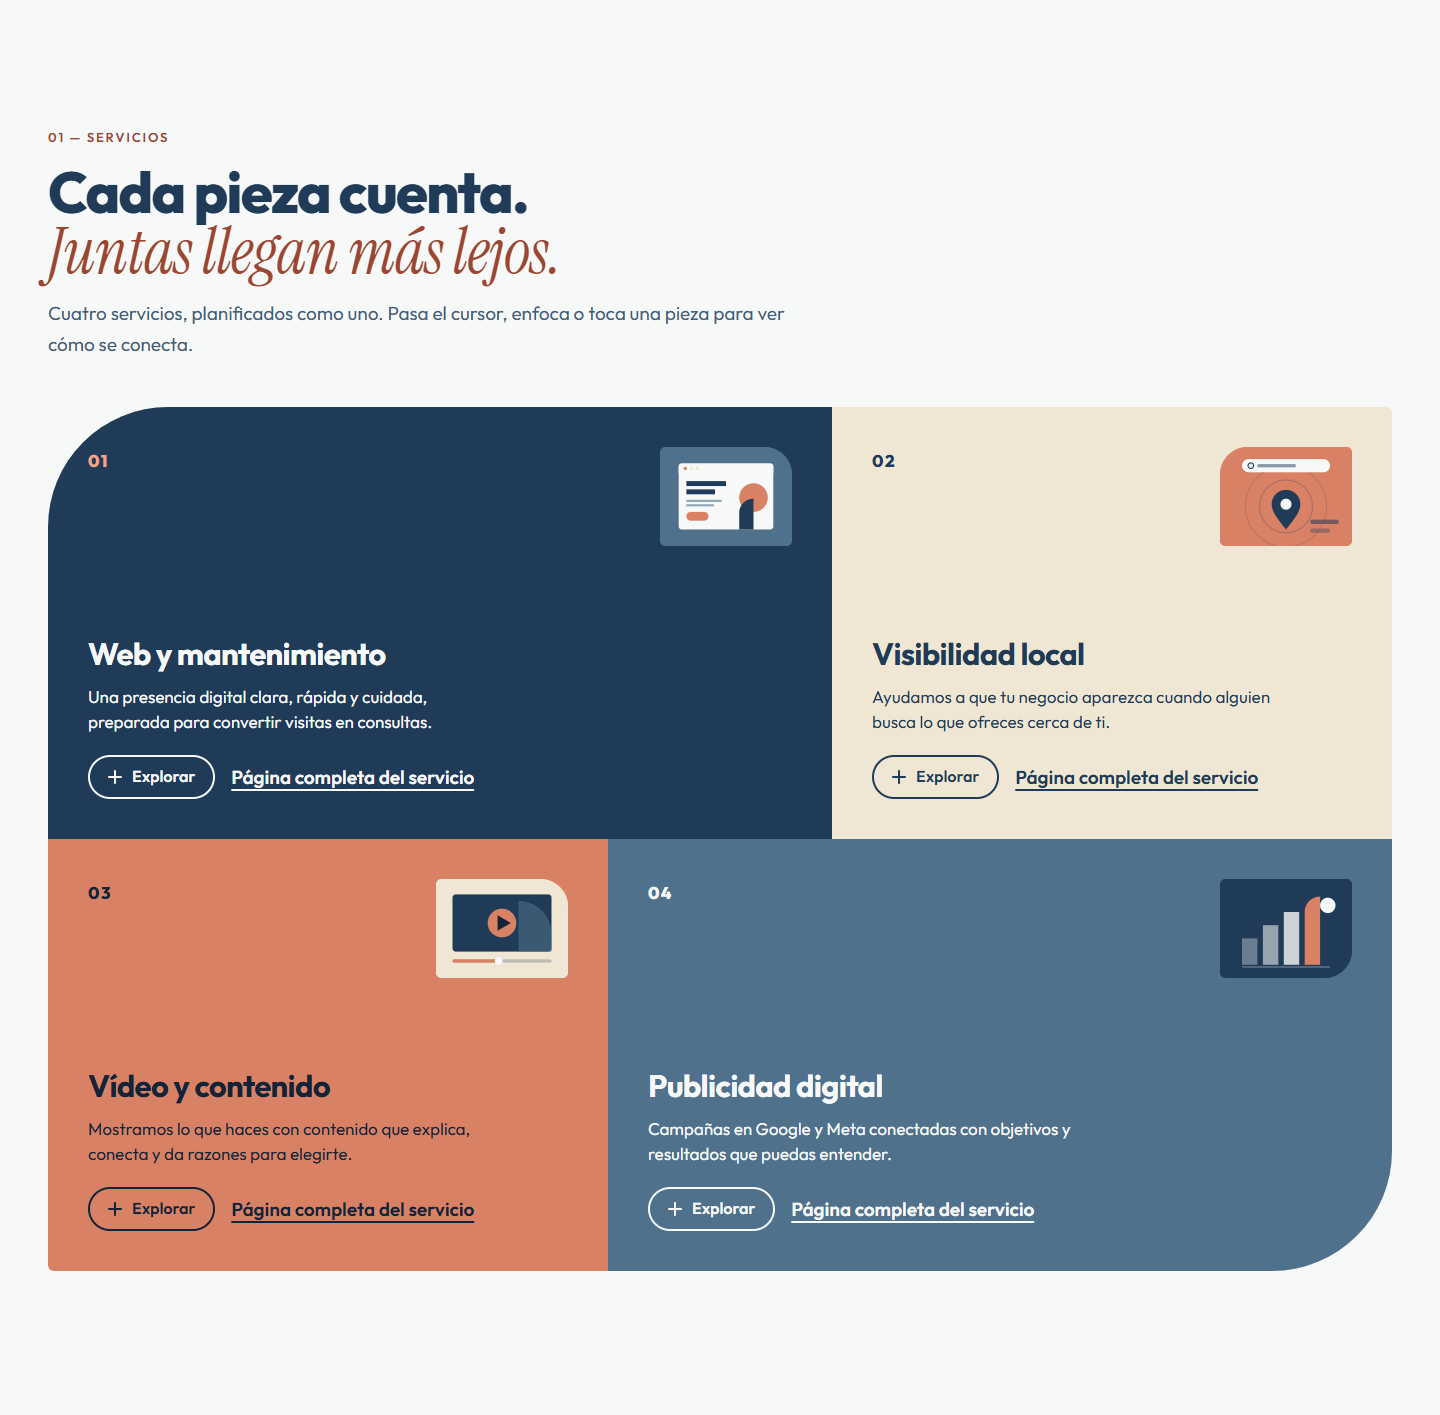 01 — SERVICIOS
Cada pieza cuenta.
Juntas llegan más lejos.
Cuatro servicios, planificados como uno. Pasa el cursor, enfoca o toca una pieza para ver
cómo se conecta.
01
Web y mantenimiento
Una presencia digital clara, rápida y cuidada,
preparada para convertir visitas en consultas.
Explorar
Página completa del servicio
02
Visibilidad local
Ayudamos a que tu negocio aparezca cuando alguien
busca lo que ofreces cerca de ti.
Explorar
Página completa del servicio
03
Vídeo y contenido
Mostramos lo que haces con contenido que explica,
conecta y da razones para elegirte.
Explorar
Página completa del servicio
04
Publicidad digital
Campañas en Google y Meta conectadas con objetivos y
resultados que puedas entender.
Explorar
Página completa del servicio